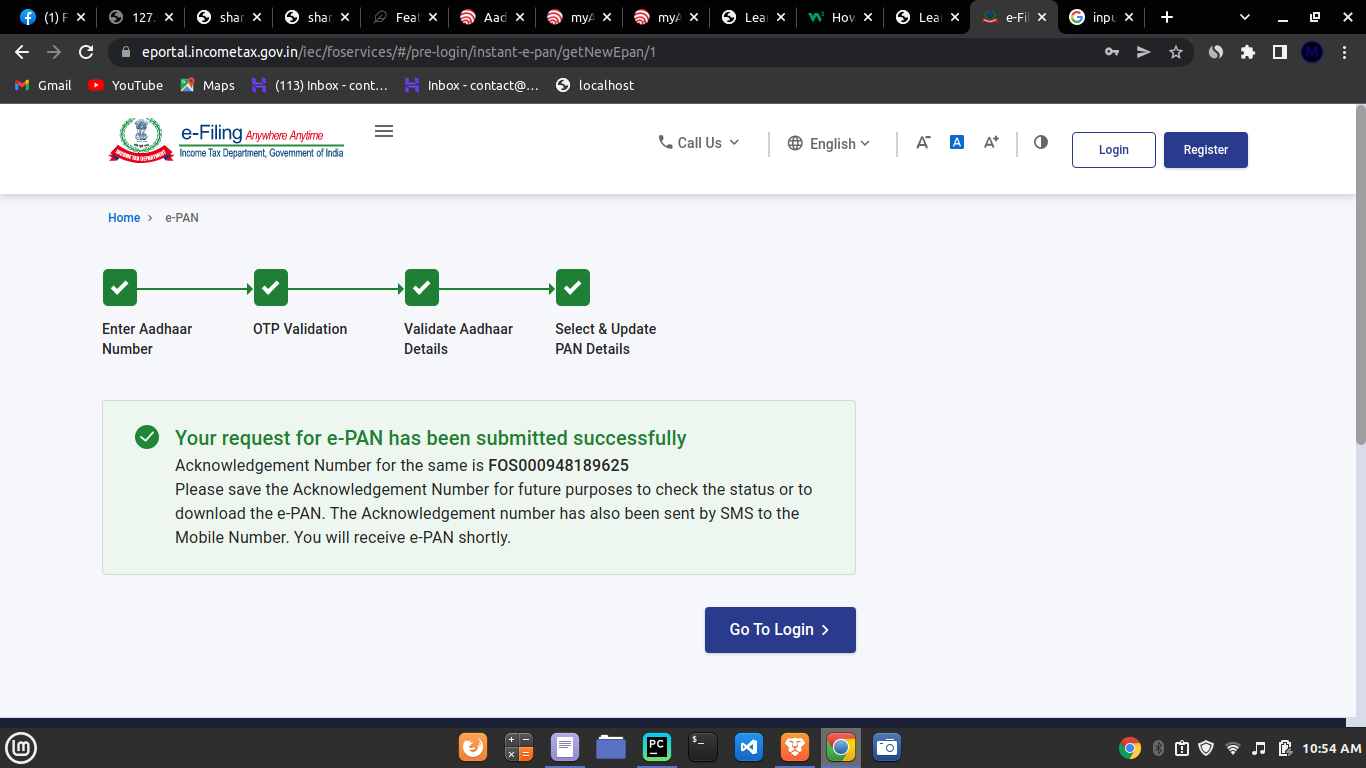 (1) F
127.
shar
shar
Feal
Aad
myA
myA
Lear
How
Lear
e-Fil
inpu
eportal.incometax.gov.in/iec/foservices/#/pre-login/instant-e-pan/getNewEpan/1
M
Gmail
YouTube
Maps
(113) Inbox - cont...
Inbox - contact@...
localhost
e-Filing Anywhere Anytime
Income Tax Department, Government of India
INCOME TAX DEPARTMENT
Call Us
English
A-
A
A+
Login
Register
Home > e-PAN
Enter Aadhaar
Number
OTP Validation
Validate Aadhaar
Details
Select & Update
PAN Details
Your request for e-PAN has been submitted successfully
Acknowledgement Number for the same is FOS000948189625
Please save the Acknowledgement Number for future purposes to check the status or to
download the e-PAN. The Acknowledgement number has also been sent by SMS to the
Mobile Number. You will receive e-PAN shortly.
Go To Login >
PC
10:54 AM